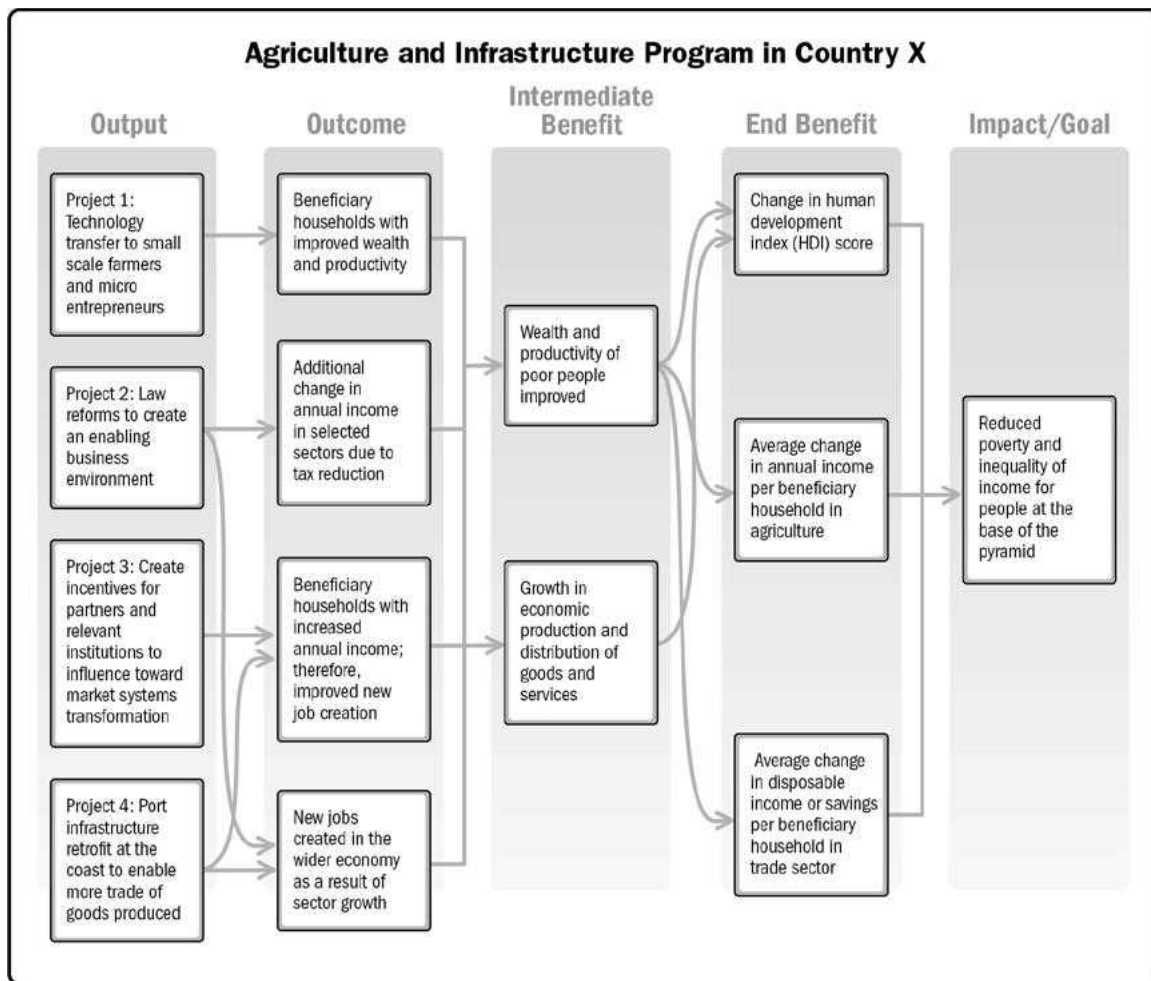 Agriculture and Infrastructure Program in Country X
Output
Outcome
Intermediate
Benefit
End Benefit
Impact/Goal
Project 1:
Technology
transfer to small
scale farmers
and micro
entrepreneurs
Project 2: Law
reforms to create
an enabling
business
environment
Project 3: Create
incentives for
partners and
relevant
institutions to
influence toward
market systems
transformation
Project 4: Port
infrastructure
retrofit at the
coast to enable
more trade of
goods produced
Beneficiary
households with
improved wealth
and productivity
Additional
change in
annual income
in selected
sectors due to
tax reduction
Beneficiary
households with
increased
annual income;
therefore,
improved new
job creation
New jobs
created in the
wider economy
as a result of
sector growth
Wealth and
productivity of
poor people
improved
Growth in
economic
production and
distribution of
goods and
services
Change in human
development
index (HDI) score
Average change
in annual income
per beneficiary
household in
agriculture
Average change
in disposable
income or savings
per beneficiary
household in
trade sector
Reduced
poverty and
inequality of
income for
people at the
base of the
pyramid